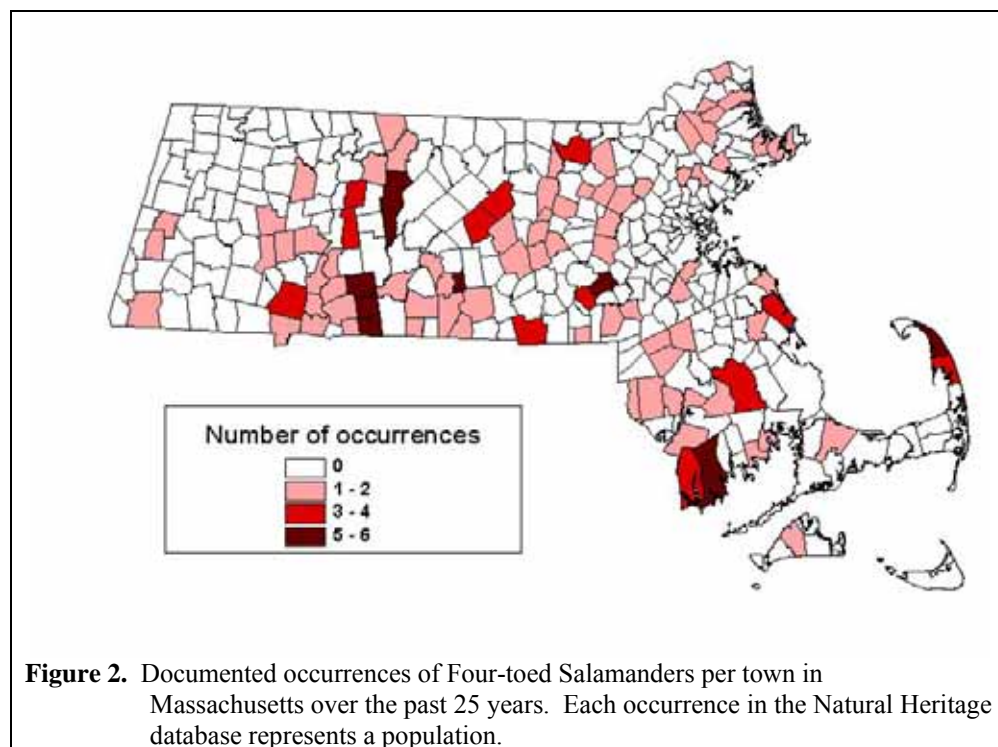 Number of occurrences
0
1 - 2
3 - 4
5 - 6
Figure 2. Documented occurrences of Four-toed Salamanders per town in
Massachusetts over the past 25 years. Each occurrence in the Natural Heritage
database represents a population.